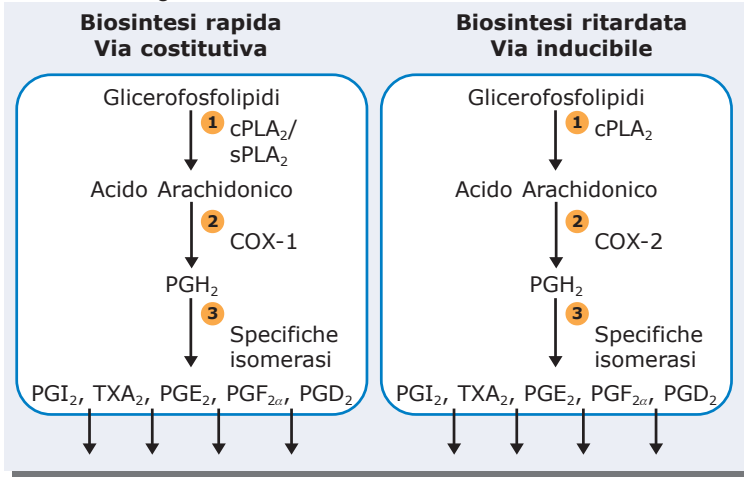 Biosintesi rapida
Via costitutiva
Glicerofosfolipidi
1
cPLA₂/
sPLA₂
Acido Arachidonico
2
COX-1
PGH₂
3
Specifiche
isomerasi
PGI₂, TXA₂, PGE₂, PGF₂α, PGD₂
Biosintesi ritardata
Via inducibile
Glicerofosfolipidi
1
cPLA₂
Acido Arachidonico
2
COX-2
PGH₂
3
Specifiche
isomerasi
PGI₂, TXA₂, PGE₂, PGF₂α, PGD₂